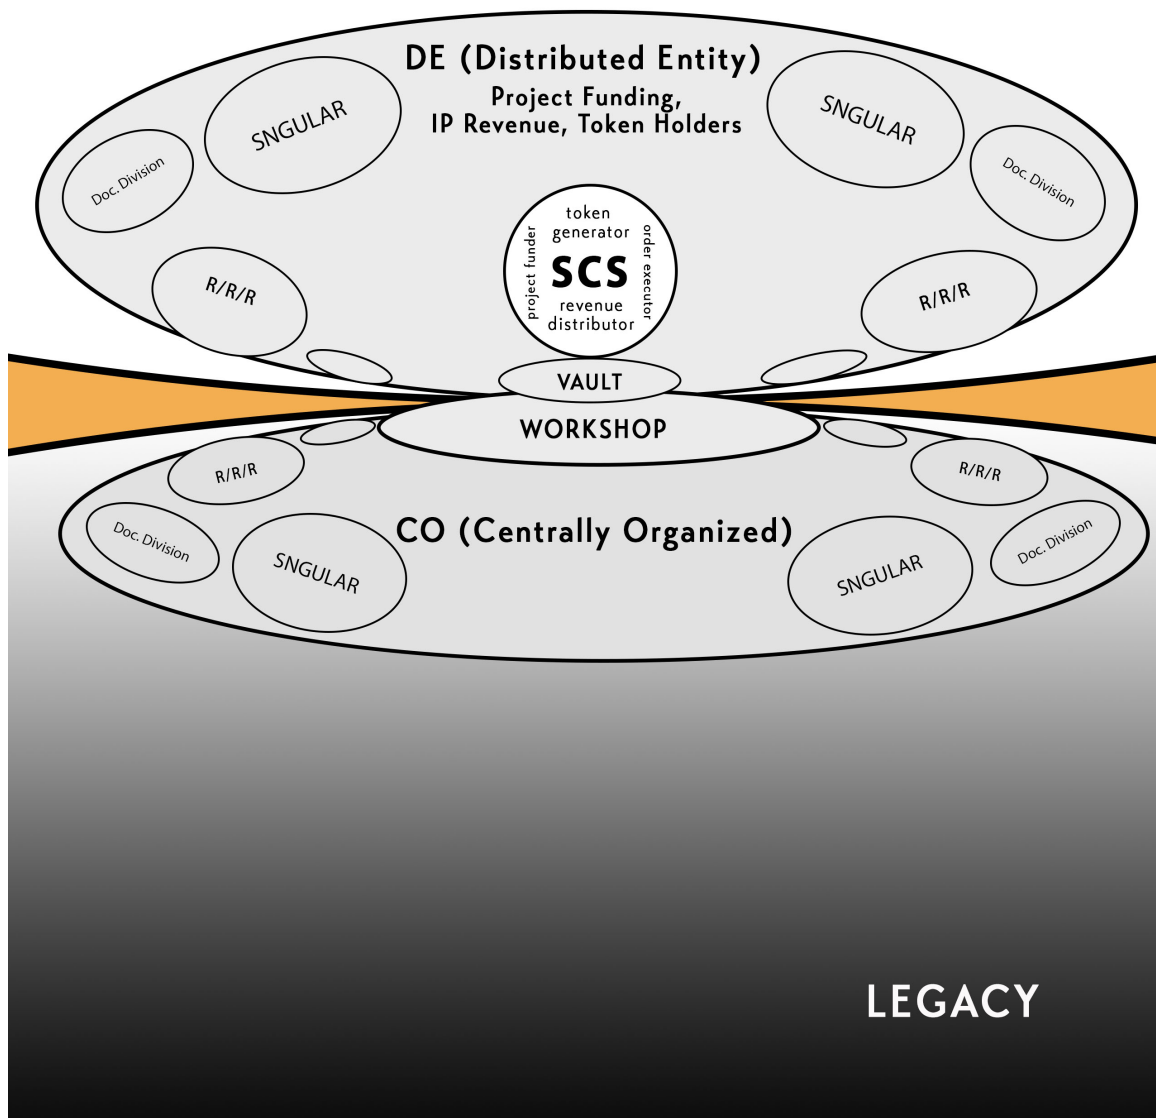 DE (Distributed Entity)
Project Funding,
IP Revenue, Token Holders
SNGULAR
SNGULAR
Doc. Division
Doc. Division
R/R/R
R/R/R
token
generator
project funder
SCS
order executor
revenue
distributor
VAULT
WORKSHOP
R/R/R
R/R/R
CO (Centrally Organized)
Doc. Division
Doc. Division
SNGULAR
SNGULAR
LEGACY